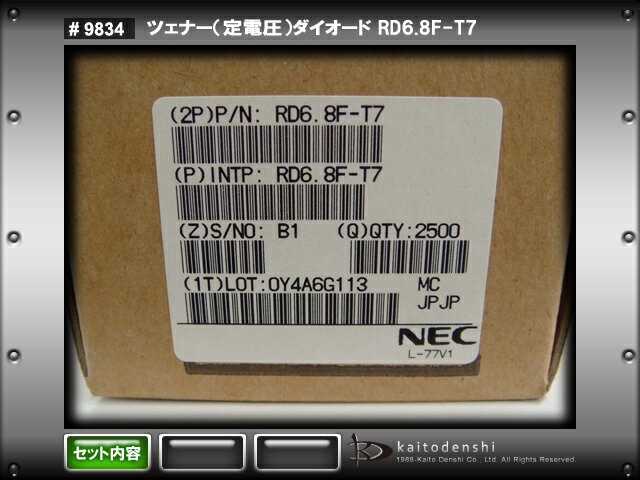 # 9834 ツェナー(定電圧)ダイオード RD6.8F-T7
(2P)P/N: RD6.8F-T7
(P)INTP: RD6.8F-T7
(Z)S/NO: B1 (Q)QTY:2500
(1T)LOT:0Y4A6G113 MC
JPJP
NEC
L-77V1
セット内容
kaitodenshi
1988-Kaito Denshi Co., Ltd. All Rights Reserved.